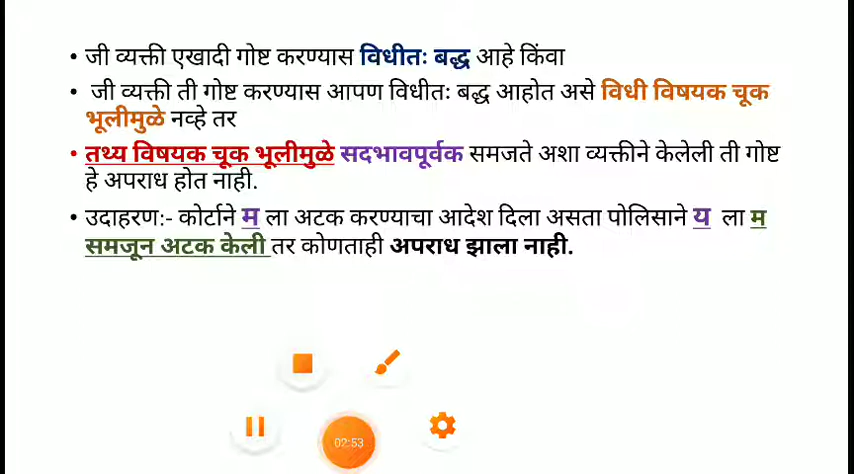 • जी व्यक्ती एखादी गोष्ट करण्यास विधीतः बद्ध आहे किंवा
• जी व्यक्ती ती गोष्ट करण्यास आपण विधीतः बद्ध आहोत असे विधी विषयक चूक
भूलीमुळे नव्हे तर
• तथ्य विषयक चूक भूलीमुळे सदभावपूर्वक समजते अशा व्यक्तीने केलेली ती गोष्ट
हे अपराध होत नाही.
• उदाहरण:- कोर्टाने म ला अटक करण्याचा आदेश दिला असता पोलिसाने य ला म
समजून अटक केली तर कोणताही अपराध झाला नाही.
02:53